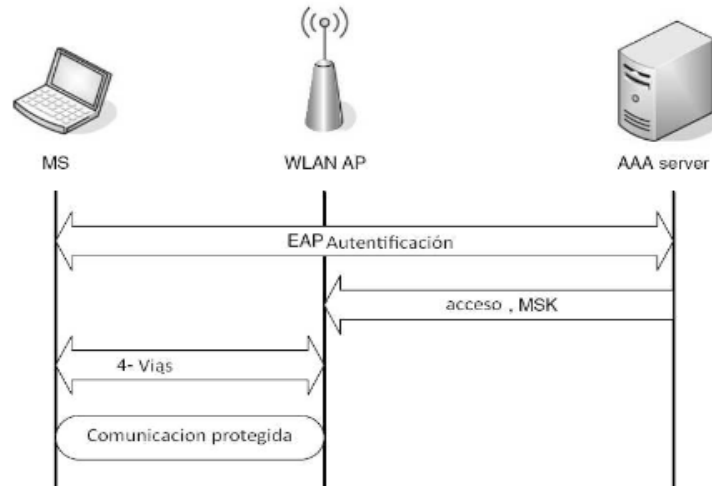 MS
WLAN AP
AAA server
EAP Autentificación
acceso , MSK
4- Vias
Comunicacion protegida